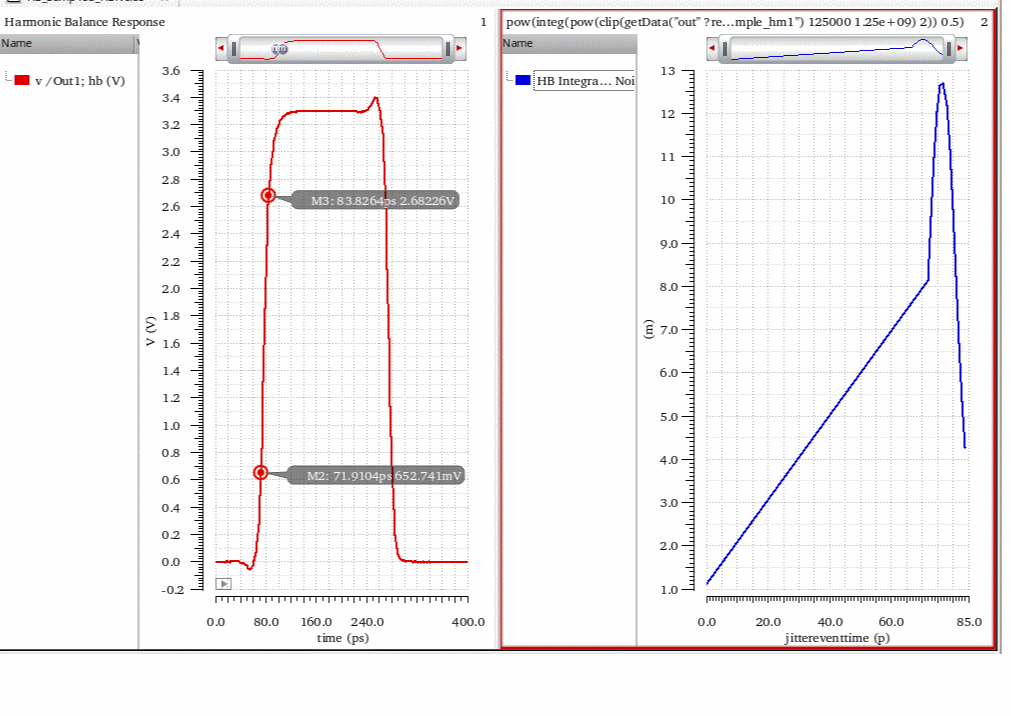 Harmonic Balance Response
1
Name
v /Out1; hb (V)
3.6
3.4
3.2
3.0
2.8
2.6
2.4
2.2
2.0
1.8
1.6
1.4
1.2
1.0
0.8
0.6
0.4
0.2
0.0
-0.2
V (V)
M3: 83.8264ps 2.68226V
M2: 71.9104ps 652.741mV
0.0 80.0 160.0 240.0 400.0
time (ps)
pow(integ(pow(clip(getData("out" ?re...mple_hm1") 125000 1.25e+09) 2)) 0.5)
2
Name
HB Integra... Noi
13
12
11
10
9.0
8.0
7.0
6.0
5.0
4.0
3.0
2.0
1.0
(m)
0.0 20.0 40.0 60.0 85.0
jittereventtime (p)